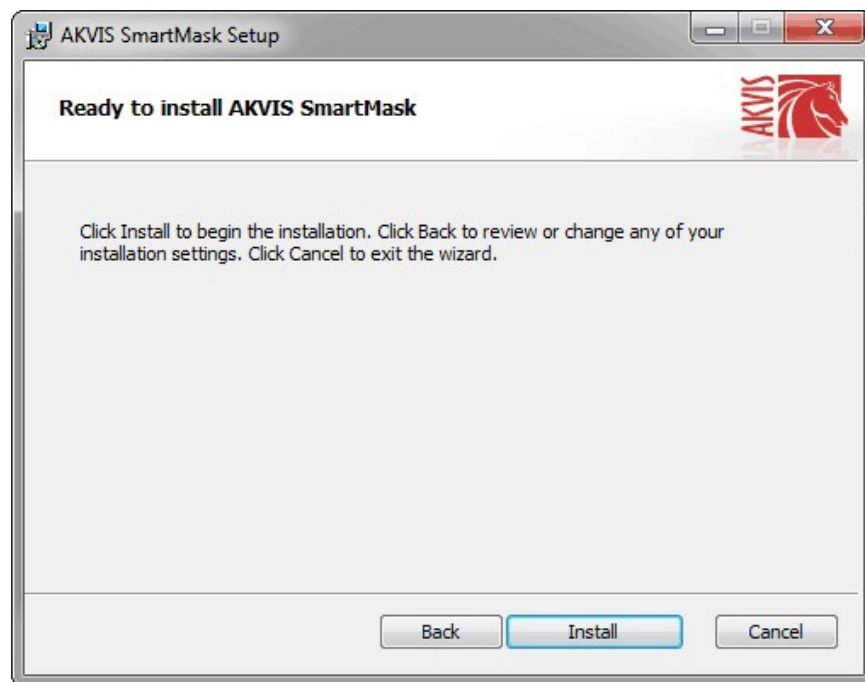 AKVIS SmartMask Setup
Ready to install AKVIS SmartMask
AKVIS
Click Install to begin the installation. Click Back to review or change any of your
installation settings. Click Cancel to exit the wizard.
Back
Install
Cancel